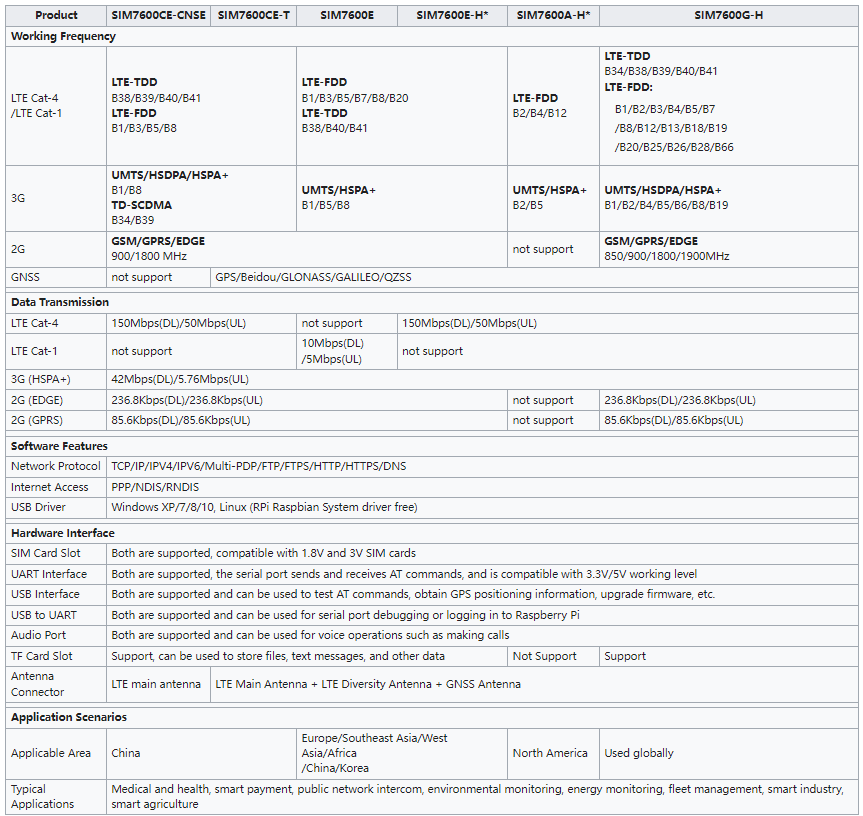 Product SIM7600CE-CNSE SIM7600CE-T SIM7600E SIM7600E-H* SIM7600A-H* SIM7600G-H
Working Frequency
LTE Cat-4
/LTE Cat-1
LTE-TDD
B38/B39/B40/B41
LTE-FDD
B1/B3/B5/B8
LTE-FDD
B1/B3/B5/B7/B8/B20
LTE-TDD
B38/B40/B41
LTE-FDD
B2/B4/B12
LTE-TDD
B34/B38/B39/B40/B41
LTE-FDD:
B1/B2/B3/B4/B5/B7
/B8/B12/B13/B18/B19
/B20/B25/B26/B28/B66
3G
UMTS/HSDPA/HSPA+
B1/B8
TD-SCDMA
B34/B39
UMTS/HSPA+
B1/B5/B8
UMTS/HSPA+
B2/B5
UMTS/HSDPA/HSPA+
B1/B2/B4/B5/B6/B8/B19
2G
GSM/GPRS/EDGE
900/1800 MHz
not support
GSM/GPRS/EDGE
850/900/1800/1900MHz
GNSS not support GPS/Beidou/GLONASS/GALILEO/QZSS
Data Transmission
LTE Cat-4 150Mbps(DL)/50Mbps(UL) not support 150Mbps(DL)/50Mbps(UL)
LTE Cat-1 not support
10Mbps(DL)
/5Mbps(UL)
not support
3G (HSPA+) 42Mbps(DL)/5.76Mbps(UL)
2G (EDGE) 236.8Kbps(DL)/236.8Kbps(UL) not support 236.8Kbps(DL)/236.8Kbps(UL)
2G (GPRS) 85.6Kbps(DL)/85.6Kbps(UL) not support 85.6Kbps(DL)/85.6Kbps(UL)
Software Features
Network Protocol TCP/IP/IPV4/IPV6/Multi-PDP/FTP/FTPS/HTTP/HTTPS/DNS
Internet Access PPP/NDIS/RNDIS
USB Driver Windows XP/7/8/10, Linux (RPi Raspbian System driver free)
Hardware Interface
SIM Card Slot Both are supported, compatible with 1.8V and 3V SIM cards
UART Interface Both are supported, the serial port sends and receives AT commands, and is compatible with 3.3V/5V working level
USB Interface Both are supported and can be used to test AT commands, obtain GPS positioning information, upgrade firmware, etc.
USB to UART Both are supported and can be used for serial port debugging or logging in to Raspberry Pi
Audio Port Both are supported and can be used for voice operations such as making calls
TF Card Slot Support, can be used to store files, text messages, and other data Not Support Support
Antenna
Connector
LTE main antenna LTE Main Antenna + LTE Diversity Antenna + GNSS Antenna
Application Scenarios
Applicable Area China
Europe/Southeast Asia/West
Asia/Africa
/China/Korea
North America Used globally
Typical
Applications
Medical and health, smart payment, public network intercom, environmental monitoring, energy monitoring, fleet management, smart industry,
smart agriculture